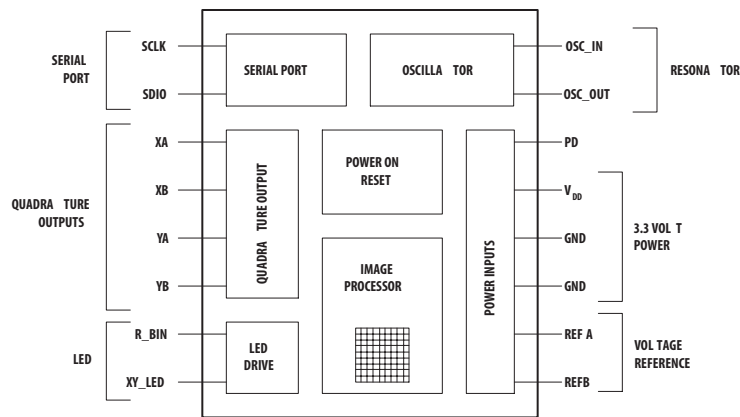 SCLK
SERIAL
PORT
SDIO
SERIAL PORT
OSCILLA TOR
OSC_IN
OSC_OUT
RESONA TOR
XA
XB
QUADRA TURE
OUTPUTS
YA
YB
QUADRA TURE OUTPUT
POWER ON
RESET
IMAGE
PROCESSOR
POWER INPUTS
PD
VDD
GND
GND
3.3 VOL T
POWER
R_BIN
LED
XY_LED
LED
DRIVE
REF A
REFB
VOL TAGE
REFERENCE